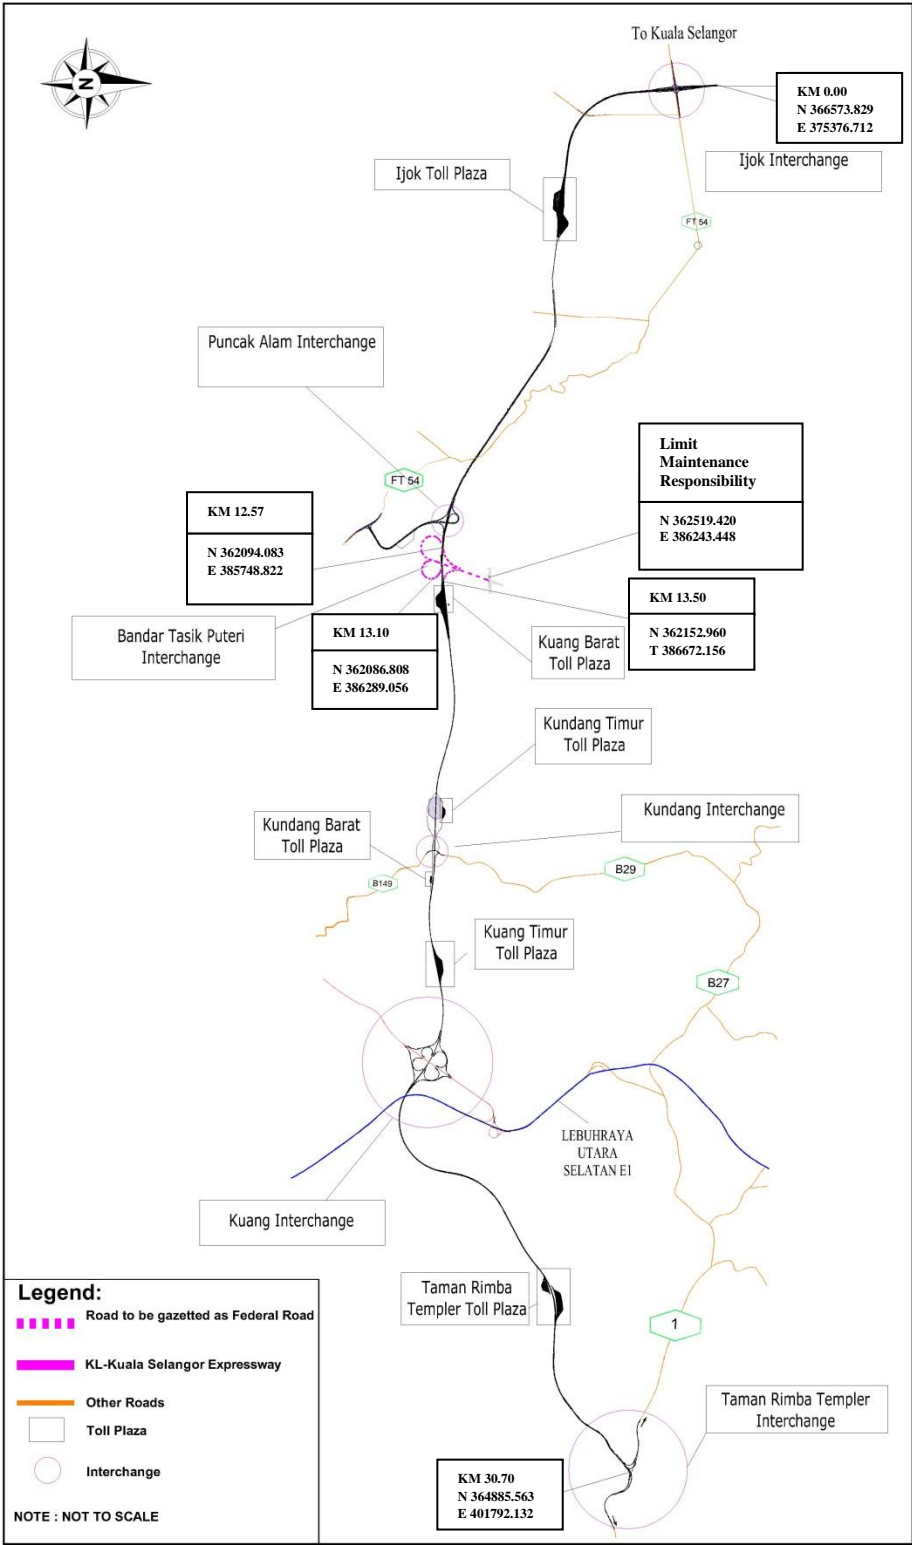 To Kuala Selangor
N
KM 0.00
N 366573.829
E 375376.712
Ijok Interchange
Ijok Toll Plaza
FT 54
Puncak Alam Interchange
Limit
Maintenance
Responsibility
N 362519.420
E 386243.448
FT 54
KM 12.57
N 362094.083
E 385748.822
KM 13.50
N 362152.960
T 386672.156
Bandar Tasik Puteri
Interchange
KM 13.10
N 362086.808
E 386289.056
Kuang Barat
Toll Plaza
Kundang Timur
Toll Plaza
Kundang Interchange
Kundang Barat
Toll Plaza
B29
B149
Kuang Timur
Toll Plaza
B27
LEBUHRAYA
UTARA
SELATAN E1
Kuang Interchange
Taman Rimba
Templer Toll Plaza
1
Taman Rimba Templer
Interchange
KM 30.70
N 364885.563
E 401792.132
Legend:
Road to be gazetted as Federal Road
KL-Kuala Selangor Expressway
Other Roads
Toll Plaza
Interchange
NOTE : NOT TO SCALE